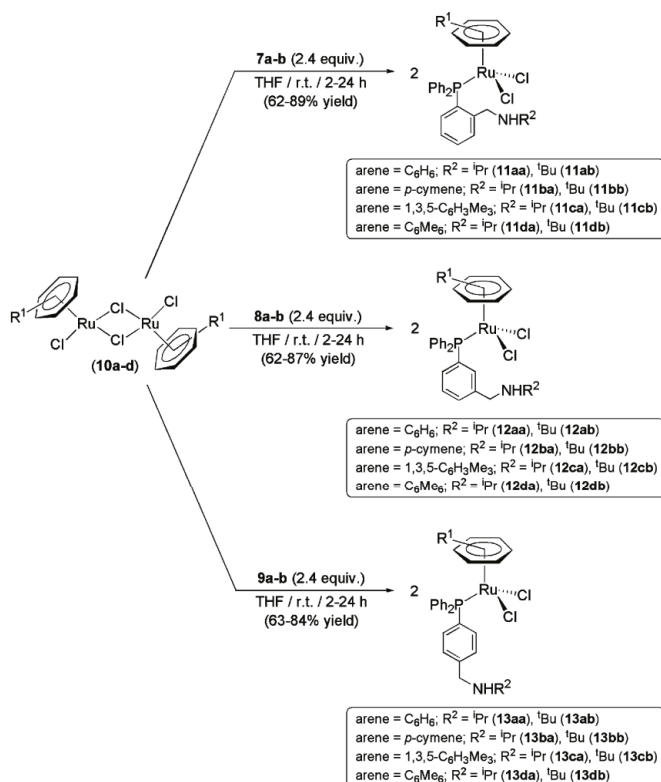 R¹
7a-b (2.4 equiv.)
THF / r.t. / 2-24 h
(62-89% yield)
2
Ru
Cl
Cl
Ph₂P
NHR²
arene = C₆H₆; R² = ⁱPr (11aa), ᵗBu (11ab)
arene = p-cymene; R² = ⁱPr (11ba), ᵗBu (11bb)
arene = 1,3,5-C₆H₃Me₃; R² = ⁱPr (11ca), ᵗBu (11cb)
arene = C₆Me₆; R² = ⁱPr (11da), ᵗBu (11db)
R¹
Ru
Cl
Cl
Cl
Ru
Cl
R¹
(10a-d)
8a-b (2.4 equiv.)
THF / r.t. / 2-24 h
(62-87% yield)
2
R¹
Ru
Cl
Cl
Ph₂P
NHR²
arene = C₆H₆; R² = ⁱPr (12aa), ᵗBu (12ab)
arene = p-cymene; R² = ⁱPr (12ba), ᵗBu (12bb)
arene = 1,3,5-C₆H₃Me₃; R² = ⁱPr (12ca), ᵗBu (12cb)
arene = C₆Me₆; R² = ⁱPr (12da), ᵗBu (12db)
R¹
9a-b (2.4 equiv.)
THF / r.t. / 2-24 h
(63-84% yield)
2
Ru
Cl
Cl
Ph₂P
NHR²
arene = C₆H₆; R² = ⁱPr (13aa), ᵗBu (13ab)
arene = p-cymene; R² = ⁱPr (13ba), ᵗBu (13bb)
arene = 1,3,5-C₆H₃Me₃; R² = ⁱPr (13ca), ᵗBu (13cb)
arene = C₆Me₆; R² = ⁱPr (13da), ᵗBu (13db)